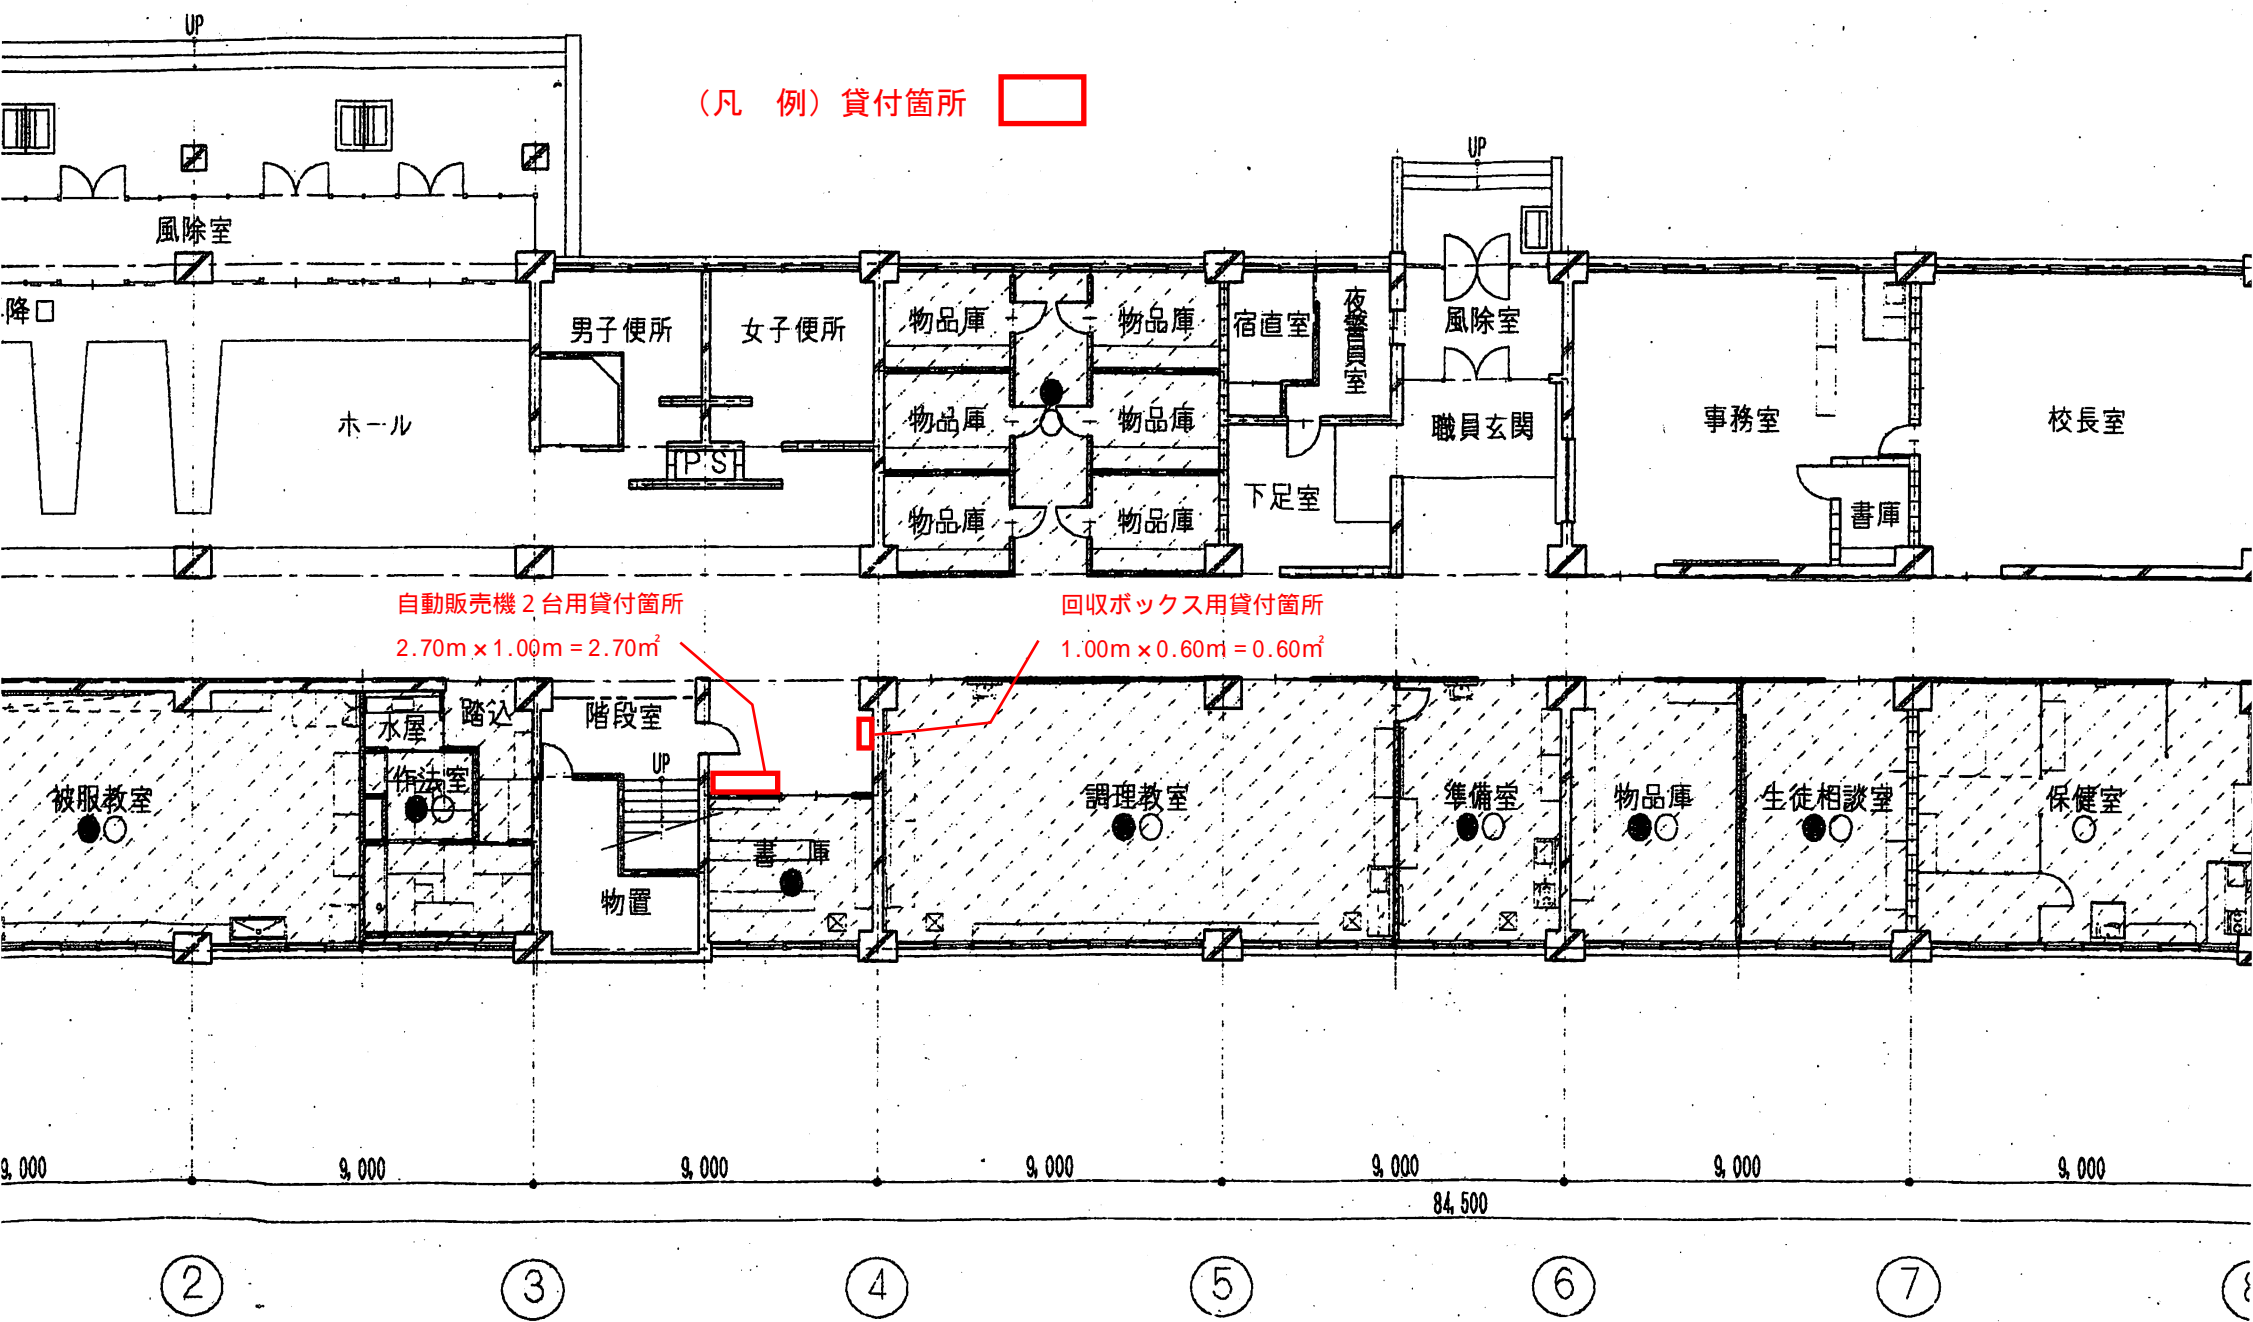 UP
(凡　例) 貸付箇所
UP
風除室
降口
男子便所
女子便所
物品庫
物品庫
宿直室
夜警員室
風除室
ホール
物品庫
物品庫
職員玄関
事務室
校長室
PS
下足室
物品庫
物品庫
書庫
自動販売機2台用貸付箇所
2.70m×1.00m=2.70㎡
回収ボックス用貸付箇所
1.00m×0.60m=0.60㎡
水屋
踏込
階段室
UP
被服教室
作法室
調理教室
準備室
物品庫
生徒相談室
保健室
書庫
物置
9,000
9,000
9,000
9,000
9,000
9,000
9,000
84,500
2
3
4
5
6
7